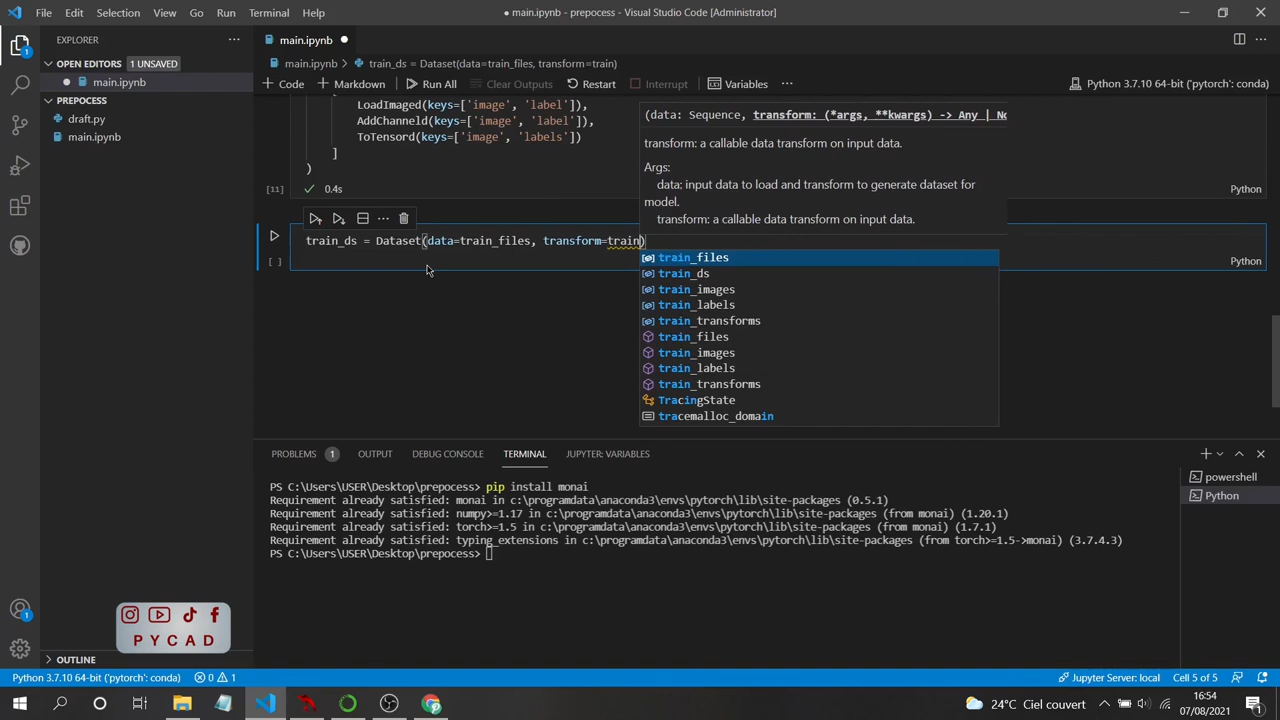 File Edit Selection View Go Run Terminal Help
● main.ipynb - prepocess - Visual Studio Code [Administrator]
EXPLORER
main.ipynb
OPEN EDITORS 1 UNSAVED
main.ipynb > train_ds = Dataset(data=train_files, transform=train)
main.ipynb
+ Code + Markdown Run All Clear Outputs Restart Interrupt Variables ...
Python 3.7.10 64-bit ('pytorch': conda)
PREPOCESS
draft.py
main.ipynb
[
LoadImaged(keys=['image', 'label']),
AddChanneld(keys=['image', 'label']),
ToTensord(keys=['image', 'labels'])
]
)
[11] 0.4s
Python
(data: Sequence, transform: (*args, **kwargs) -> Any | No
transform: a callable data transform on input data.
Args:
data: input data to load and transform to generate dataset for
model.
transform: a callable data transform on input data.
train_ds = Dataset(data=train_files, transform=train)
[ ]
Python
train_files
train_ds
train_images
train_labels
train_transforms
train_files
train_images
train_labels
train_transforms
TracingState
tracemalloc_domain
PROBLEMS 1 OUTPUT DEBUG CONSOLE TERMINAL JUPYTER: VARIABLES
powershell
Python
PS C:\Users\USER\Desktop\prepocess> pip install monai
Requirement already satisfied: monai in c:\programdata\anaconda3\envs\pytorch\lib\site-packages (0.5.1)
Requirement already satisfied: numpy>=1.17 in c:\programdata\anaconda3\envs\pytorch\lib\site-packages (from monai) (1.20.1)
Requirement already satisfied: torch>=1.5 in c:\programdata\anaconda3\envs\pytorch\lib\site-packages (from monai) (1.7.1)
Requirement already satisfied: typing_extensions in c:\programdata\anaconda3\envs\pytorch\lib\site-packages (from torch>=1.5->monai) (3.7.4.3)
PS C:\Users\USER\Desktop\prepocess>
PYCAD
OUTLINE
Python 3.7.10 64-bit ('pytorch': conda) 0 1
Jupyter Server: local Cell 5 of 5
24°C Ciel couvert
16:54
07/08/2021